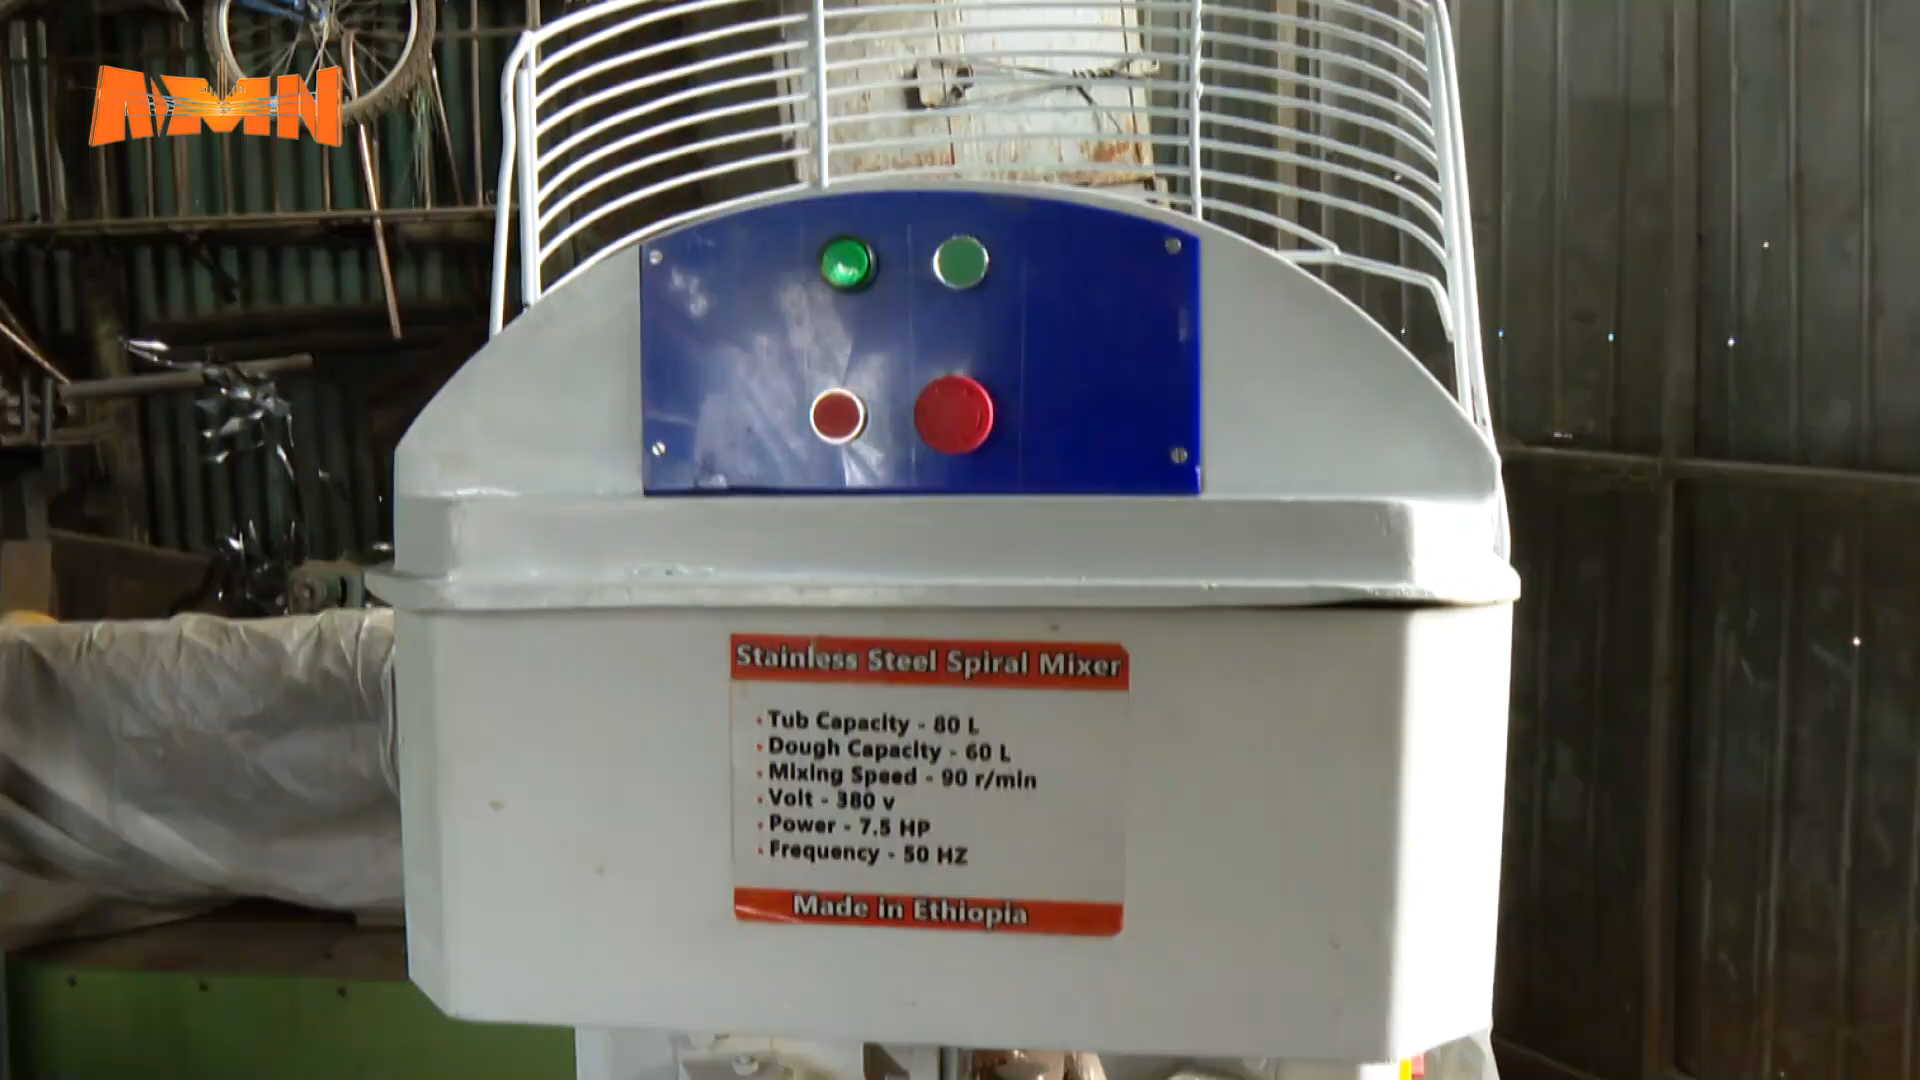 AMN
Stainless Steel Spiral Mixer
· Tub Capacity - 80 L
· Dough Capacity - 60 L
· Mixing Speed - 90 r/min
· Volt - 380 v
· Power - 7.5 HP
· Frequency - 50 HZ
Made in Ethiopia